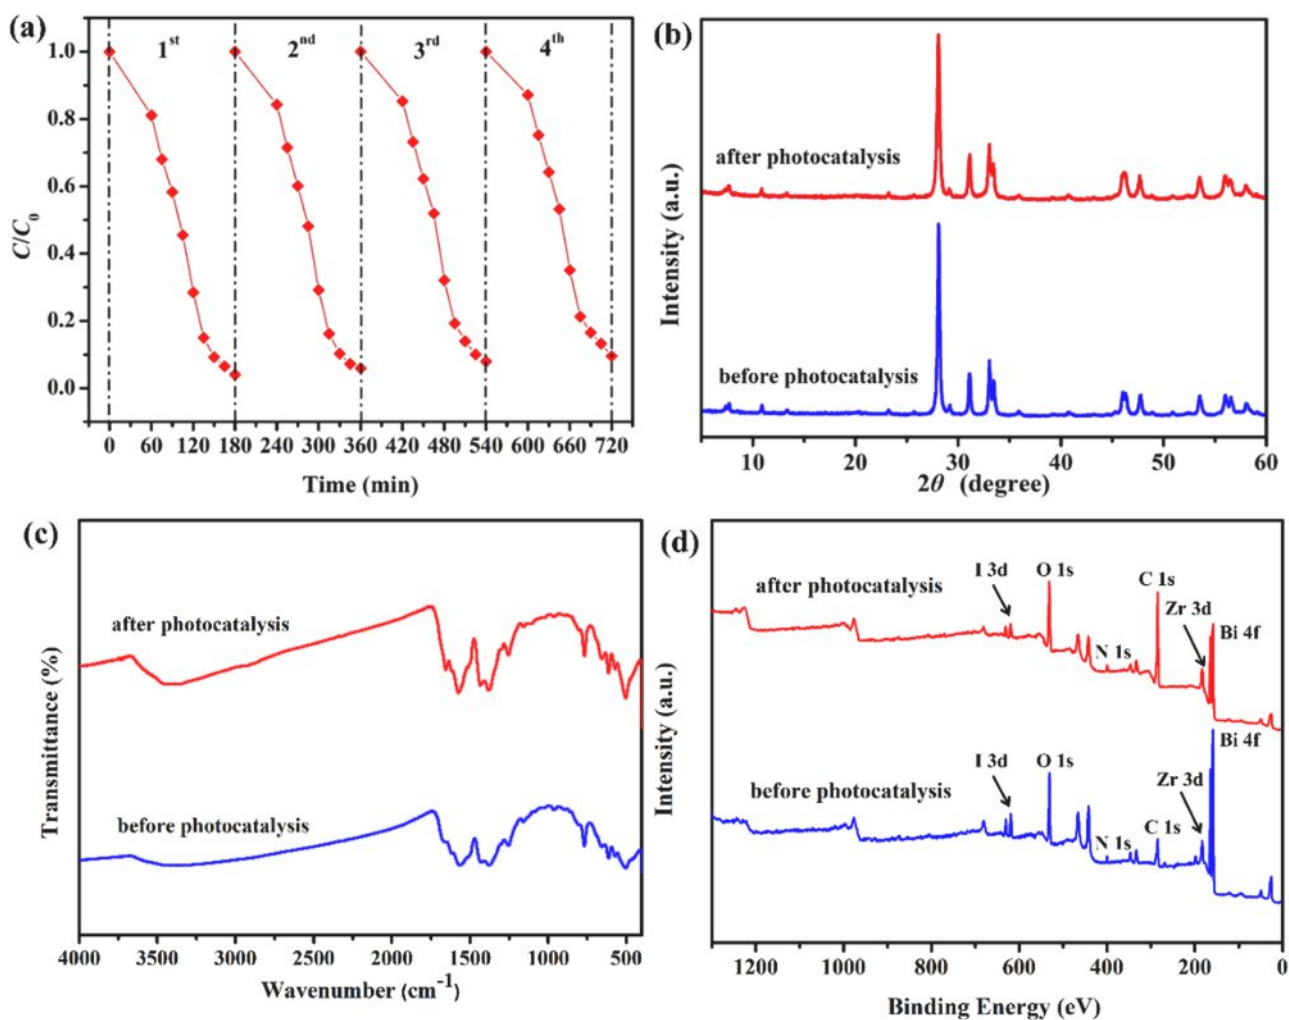 (a)
1st
2nd
3rd
4th
1.0
0.8
0.6
0.4
0.2
0.0
C/C0
0 60 120 180 240 300 360 420 480 540 600 660 720
Time (min)
(b)
after photocatalysis
before photocatalysis
Intensity (a.u.)
10 20 30 40 50 60
2θ (degree)
(c)
after photocatalysis
before photocatalysis
Transmittance (%)
4000 3500 3000 2500 2000 1500 1000 500
Wavenumber (cm-1)
(d)
after photocatalysis
I 3d
O 1s
N 1s
C 1s
Zr 3d
Bi 4f
before photocatalysis
I 3d
O 1s
N 1s
C 1s
Zr 3d
Bi 4f
Intensity (a.u.)
1200 1000 800 600 400 200 0
Binding Energy (eV)